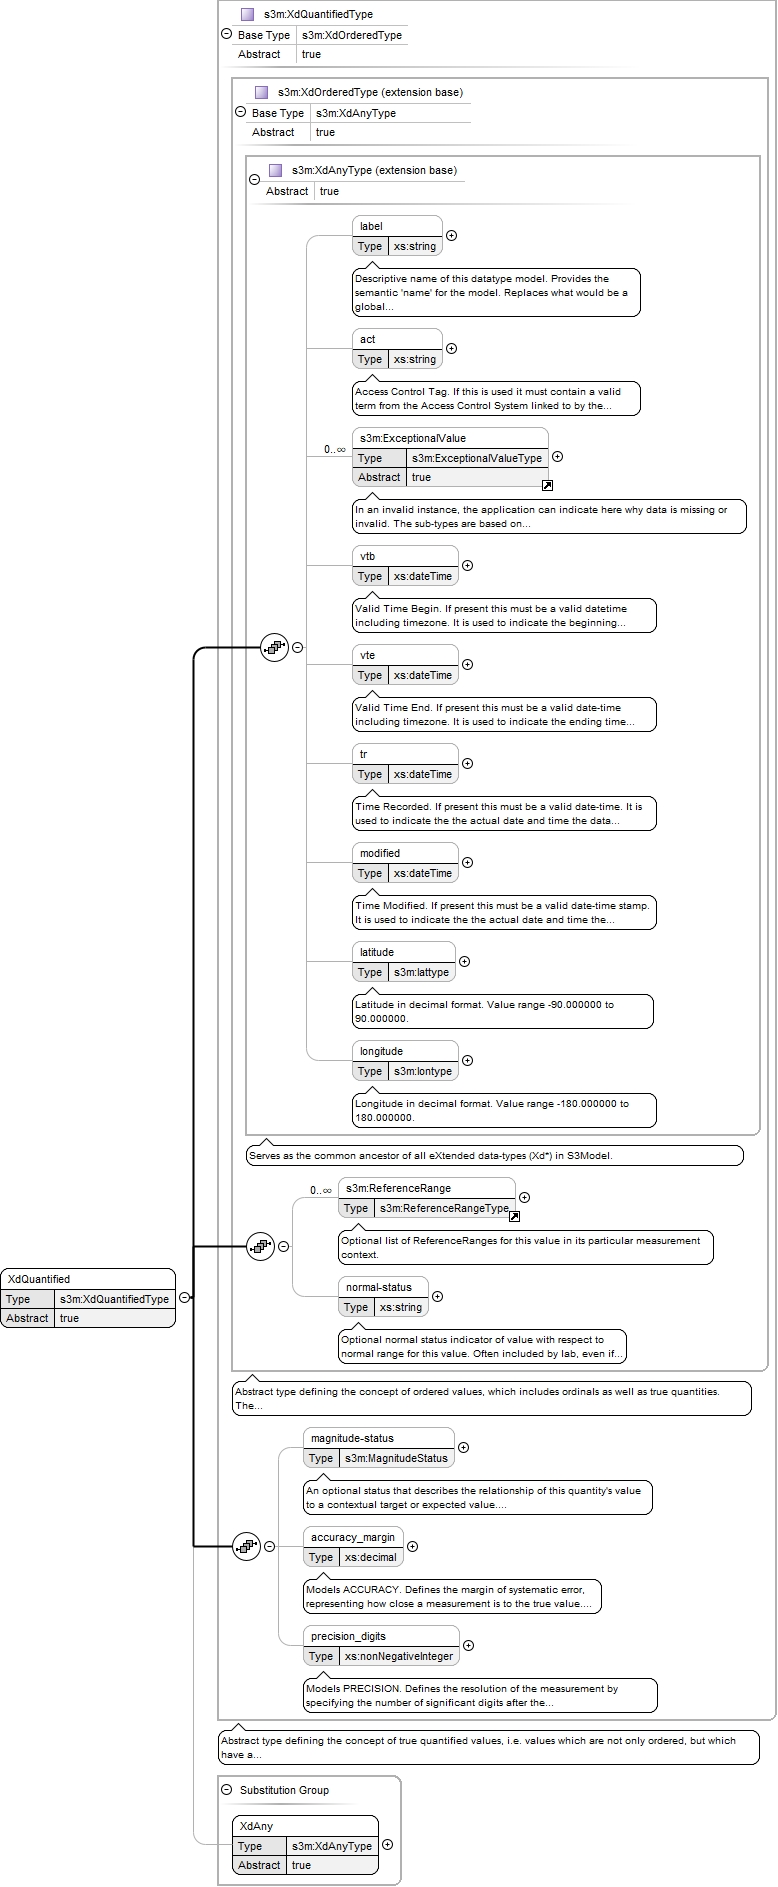 s3m:XdQuantifiedType
Base Type s3m:XdOrderedType
Abstract true
s3m:XdOrderedType (extension base)
Base Type s3m:XdAnyType
Abstract true
s3m:XdAnyType (extension base)
Abstract true
label
Type xs:string
Descriptive name of this datatype model. Provides the
semantic 'name' for the model. Replaces what would be a
global...
act
Type xs:string
Access Control Tag. If this is used it must contain a valid
term from the Access Control System linked to by the...
0..∞
s3m:ExceptionalValue
Type s3m:ExceptionalValueType
Abstract true
In an invalid instance, the application can indicate here why data is missing or
invalid. The sub-types are based on...
vtb
Type xs:dateTime
Valid Time Begin. If present this must be a valid datetime
including timezone. It is used to indicate the beginning...
vte
Type xs:dateTime
Valid Time End. If present this must be a valid date-time
including timezone. It is used to indicate the ending time...
tr
Type xs:dateTime
Time Recorded. If present this must be a valid date-time. It is
used to indicate the the actual date and time the data...
modified
Type xs:dateTime
Time Modified. If present this must be a valid date-time stamp.
It is used to indicate the the actual date and time the...
latitude
Type s3m:lattype
Latitude in decimal format. Value range -90.000000 to
90.000000.
longitude
Type s3m:lontype
Longitude in decimal format. Value range -180.000000 to
180.000000.
Serves as the common ancestor of all eXtended data-types (Xd*) in S3Model.
0..∞
s3m:ReferenceRange
Type s3m:ReferenceRangeType
Optional list of ReferenceRanges for this value in its particular measurement
context.
normal-status
Type xs:string
Optional normal status indicator of value with respect to
normal range for this value. Often included by lab, even if...
XdQuantified
Type s3m:XdQuantifiedType
Abstract true
Abstract type defining the concept of ordered values, which includes ordinals as well as true quantities.
The...
magnitude-status
Type s3m:MagnitudeStatus
An optional status that describes the relationship of this quantity's value
to a contextual target or expected value....
accuracy_margin
Type xs:decimal
Models ACCURACY. Defines the margin of systematic error,
representing how close a measurement is to the true value....
precision_digits
Type xs:nonNegativeInteger
Models PRECISION. Defines the resolution of the measurement by
specifying the number of significant digits after the...
Abstract type defining the concept of true quantified values, i.e. values which are not only ordered, but which
have a...
Substitution Group
XdAny
Type s3m:XdAnyType
Abstract true